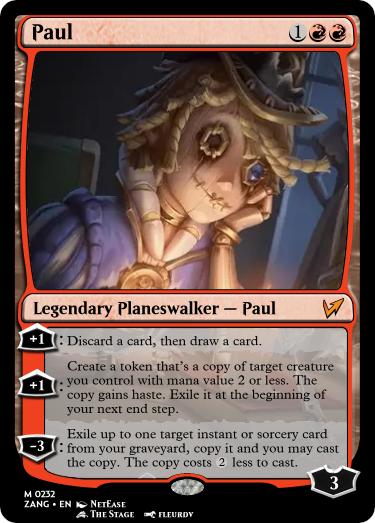 Paul
1
Legendary Planeswalker — Paul
+1: Discard a card, then draw a card.
Create a token that's a copy of target creature
+1: you control with mana value 2 or less. The
copy gains haste. Exile it at the beginning of
your next end step.
Exile up to one target instant or sorcery card
-3: from your graveyard, copy it and you may cast
the copy. The copy costs 2 less to cast.
3
M 0232
ZANG • EN NetEase
The Stage FLEURDV